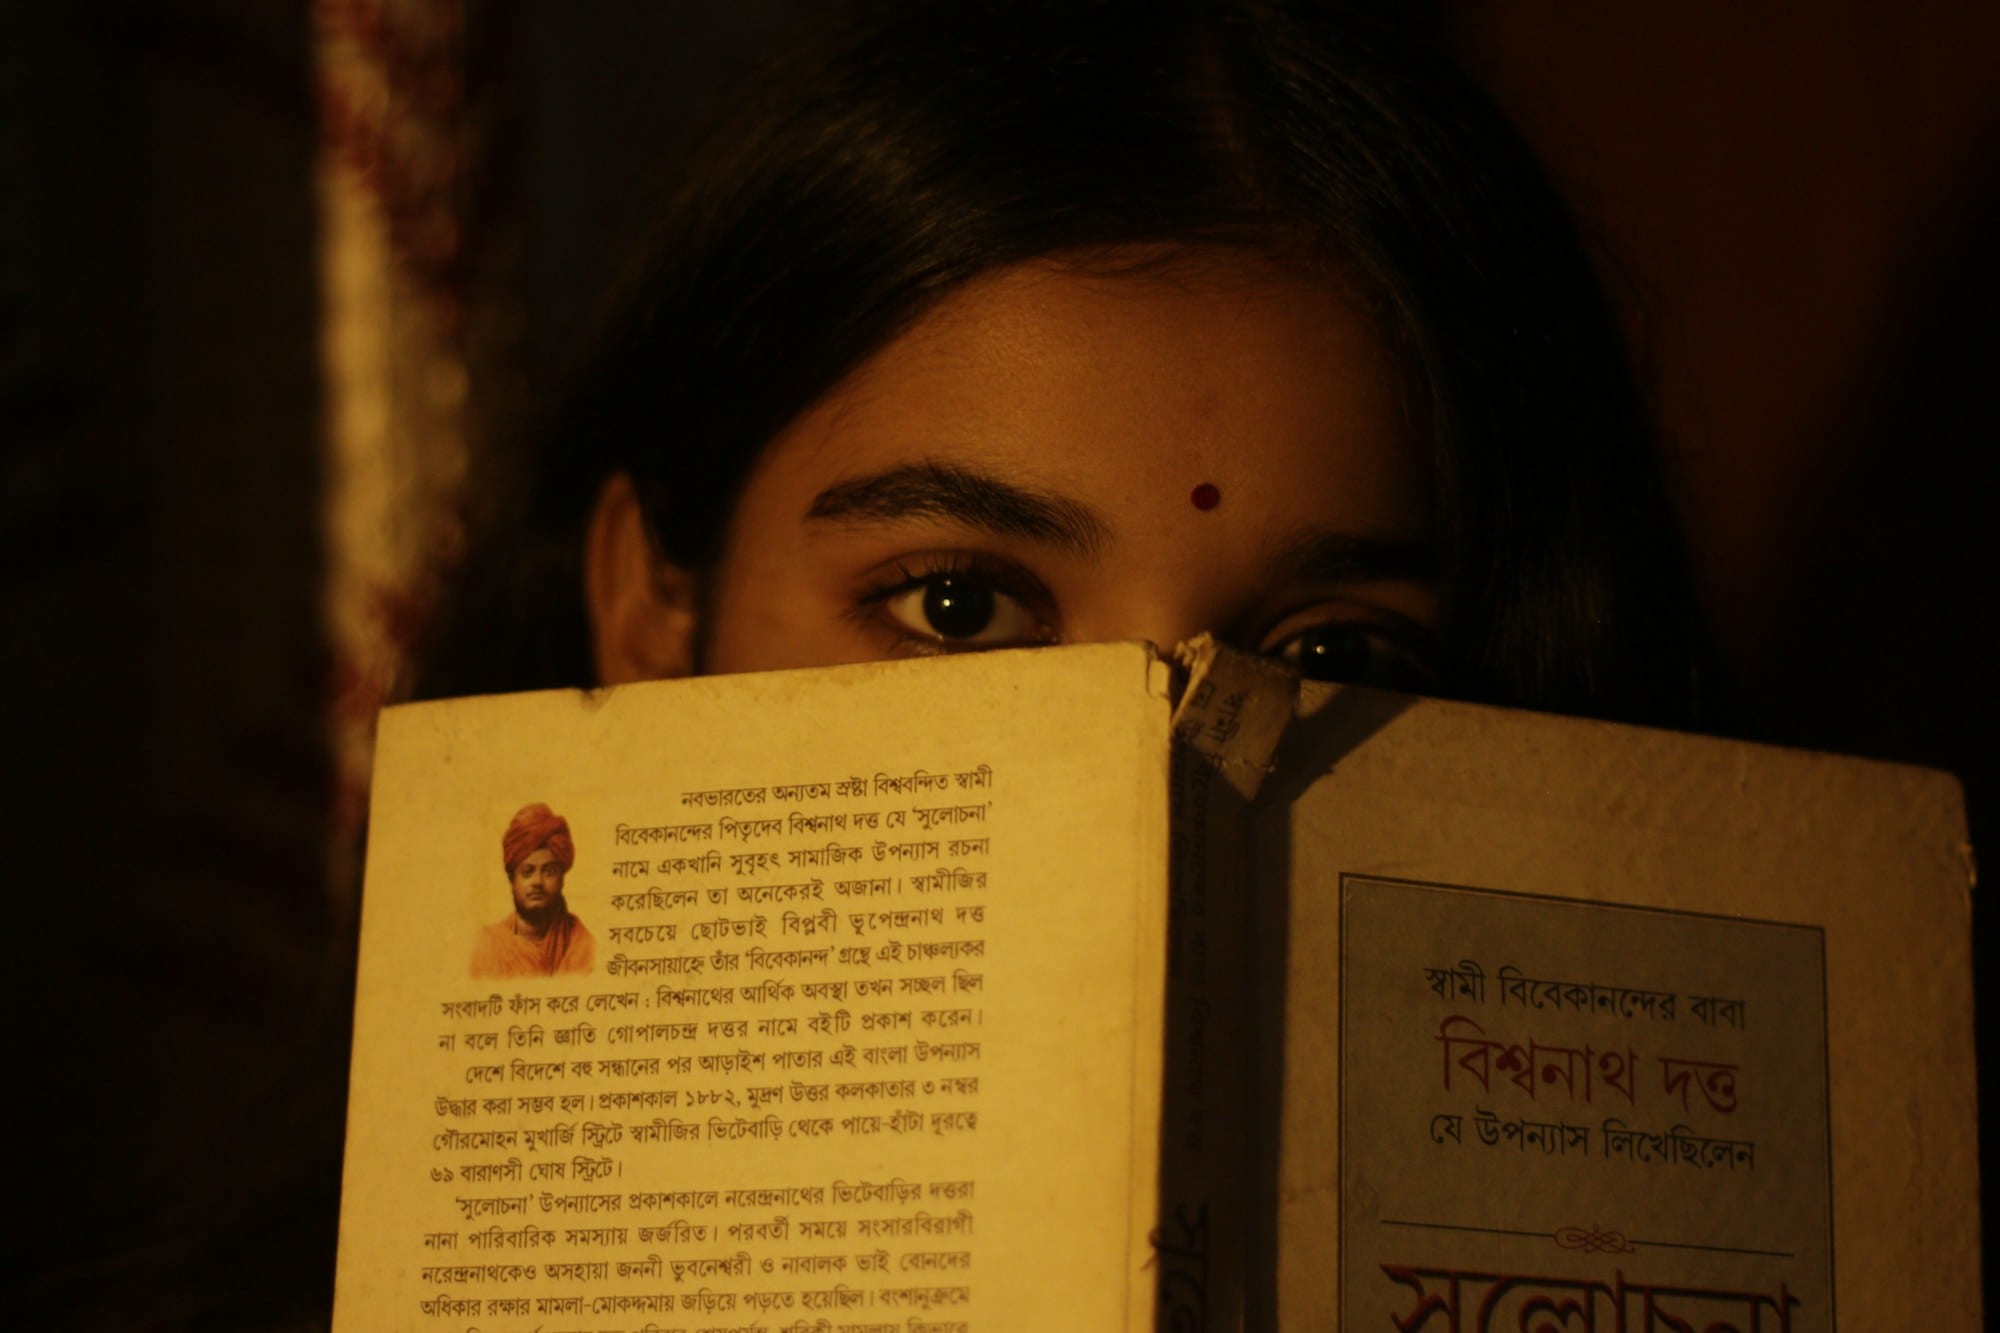 নবভারতের অন্যতম স্রষ্টা বিশ্ববন্দিত স্বামী
বিবেকানন্দের পিতৃদেব বিশ্বনাথ দত্ত যে ‘সুলোচনা’
নামে একখানি সুবৃহৎ সামাজিক উপন্যাস রচনা
করেছিলেন তা অনেকেরই অজানা। স্বামীজির
সবচেয়ে ছোটভাই বিপ্লবী ভূপেন্দ্রনাথ দত্ত
জীবনসায়াহ্নে তাঁর ‘বিবেকানন্দ’ গ্রন্থে এই চাঞ্চল্যকর
সংবাদটি ফাঁস করে লেখেন : বিশ্বনাথের আর্থিক অবস্থা তখন সচ্ছল ছিল
না বলে তিনি জ্ঞাতি গোপালচন্দ্র দত্তর নামে বইটি প্রকাশ করেন।
দেশে বিদেশে বহু সন্ধানের পর আড়াইশ পাতার এই বাংলা উপন্যাস
উদ্ধার করা সম্ভব হল। প্রকাশকাল ১৮৮২, মুদ্রণ উত্তর কলকাতার ৩ নম্বর
গৌরমোহন মুখার্জি স্ট্রিটে স্বামীজির ভিটেবাড়ি থেকে পায়ে-হাঁটা দূরত্বে
৬৯ বারাণসী ঘোষ স্ট্রিটে।
‘সুলোচনা’ উপন্যাসের প্রকাশকালে নরেন্দ্রনাথের ভিটেবাড়ির দত্তরা
নানা পারিবারিক সমস্যায় জর্জরিত। পরবর্তী সময়ে সংসারবিরাগী
নরেন্দ্রনাথকেও অসহায়া জননী ভুবনেশ্বরী ও নাবালক ভাই বোনদের
অধিকার রক্ষার মামলা-মোকদ্দমায় জড়িয়ে পড়তে হয়েছিল। বংশানুক্রমে
স্বামী বিবেকানন্দের বাবা
বিশ্বনাথ দত্ত
যে উপন্যাস লিখেছিলেন
সুলোচনা